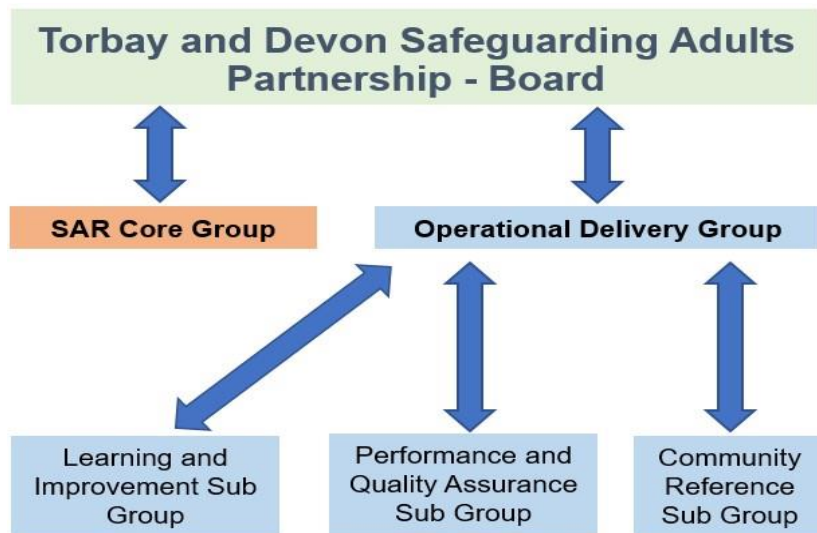 Torbay and Devon Safeguarding Adults
Partnership - Board
SAR Core Group
Operational Delivery Group
Learning and
Improvement Sub
Group
Performance and
Quality Assurance
Sub Group
Community
Reference
Sub Group